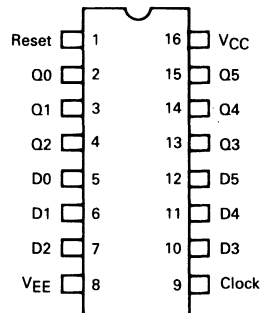 Reset 1 16 VCC
Q0 2 15 Q5
Q1 3 14 Q4
Q2 4 13 Q3
D0 5 12 D5
D1 6 11 D4
D2 7 10 D3
VEE 8 9 Clock